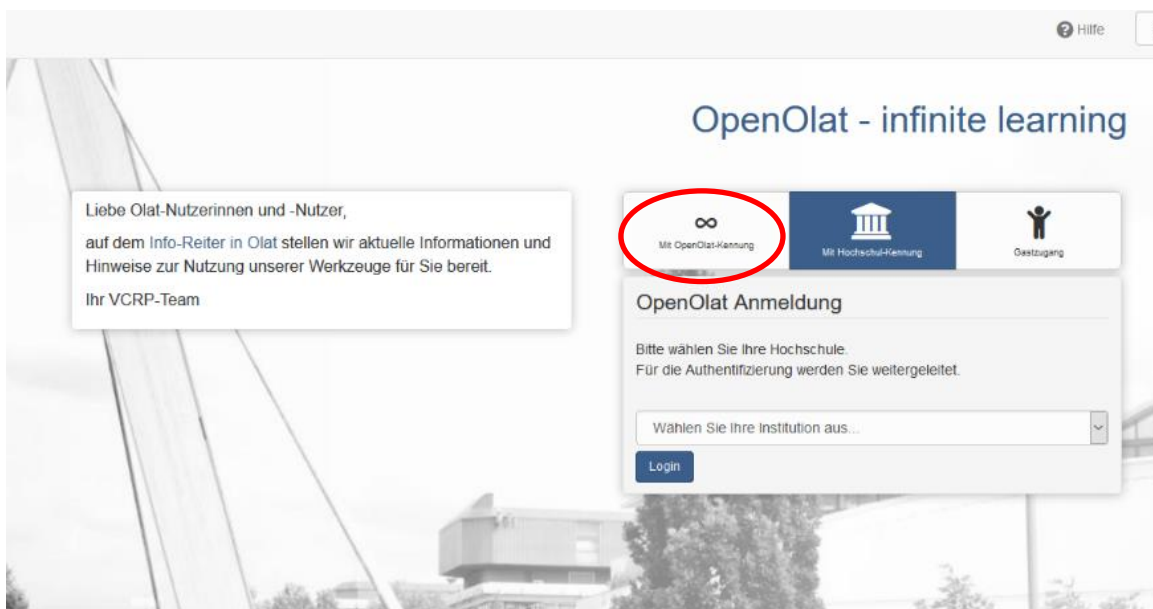 Hilfe
OpenOlat - infinite learning
Liebe Olat-Nutzerinnen und -Nutzer,
auf dem Info-Reiter in Olat stellen wir aktuelle Informationen und
Hinweise zur Nutzung unserer Werkzeuge für Sie bereit.
Ihr VCRP-Team
Mit OpenOlat-Kennung
Mit Hochschul-Kennung
Gastzugang
OpenOlat Anmeldung
Bitte wählen Sie Ihre Hochschule.
Für die Authentifizierung werden Sie weitergeleitet.
Wählen Sie Ihre Institution aus...
Login